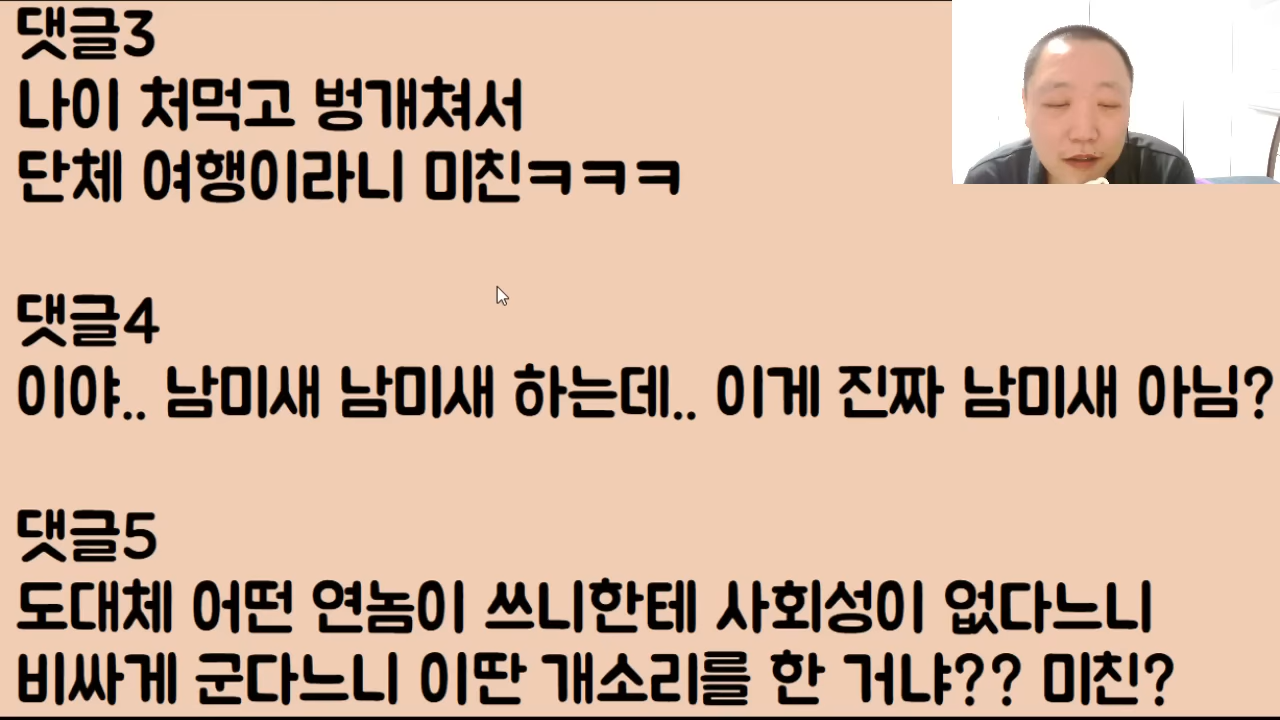 댓글3
나이 처먹고 벙개쳐서
단체 여행이라니 미친ㅋㅋㅋ
댓글4
이야.. 남미새 남미새 하는데.. 이게 진짜 남미새 아님?
댓글5
도대체 어떤 연놈이 쓰니한테 사회성이 없다느니
비싸게 군다느니 이딴 개소리를 한 거냐?? 미친?